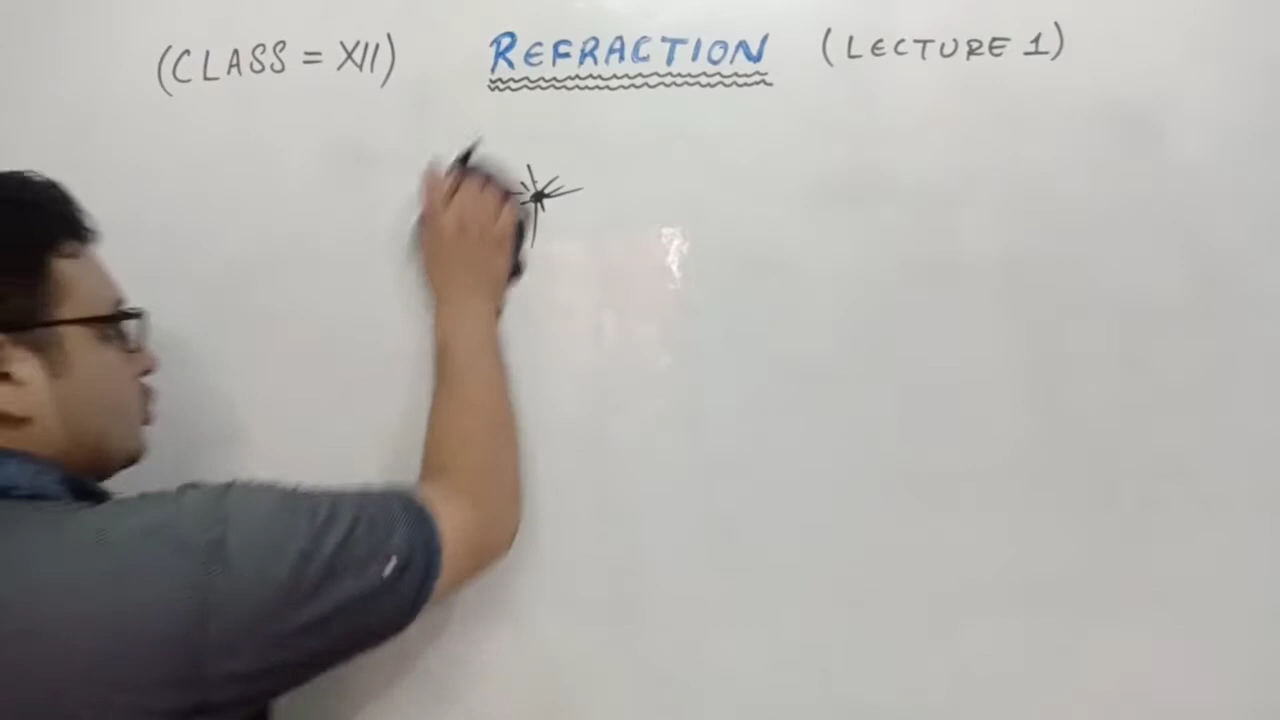 (CLASS = XII) REFRACTION (LECTURE 1)